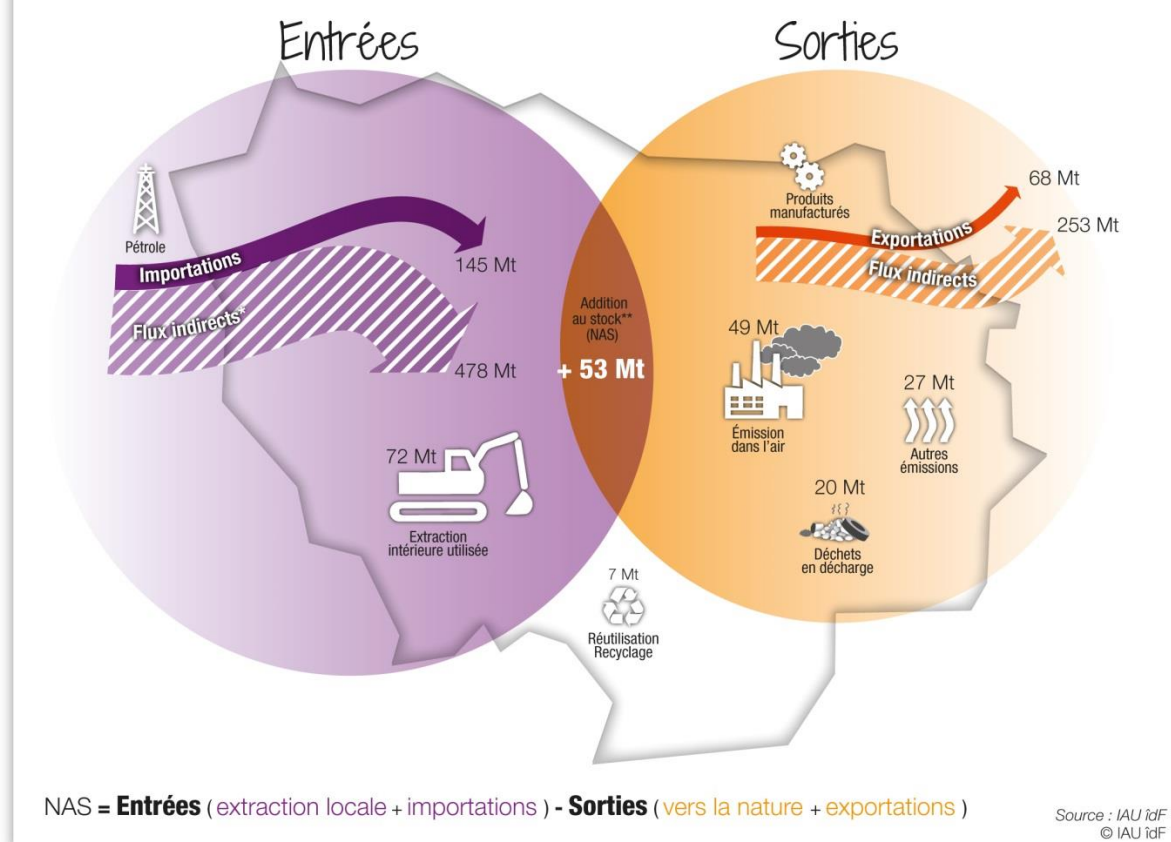 Entrées
Sorties
Pétrole
Importations
145 Mt
Flux indirects*
478 Mt
72 Mt
Extraction
intérieure utilisée
Addition
au stock**
(NAS)
+ 53 Mt
7 Mt
Réutilisation
Recyclage
Produits
manufacturés
68 Mt
Exportations
253 Mt
Flux indirects
49 Mt
Émission
dans l'air
27 Mt
Autres
émissions
20 Mt
Déchets
en décharge
NAS = Entrées ( extraction locale + importations ) - Sorties ( vers la nature + exportations )
Source : IAU îdF
© IAU îdF